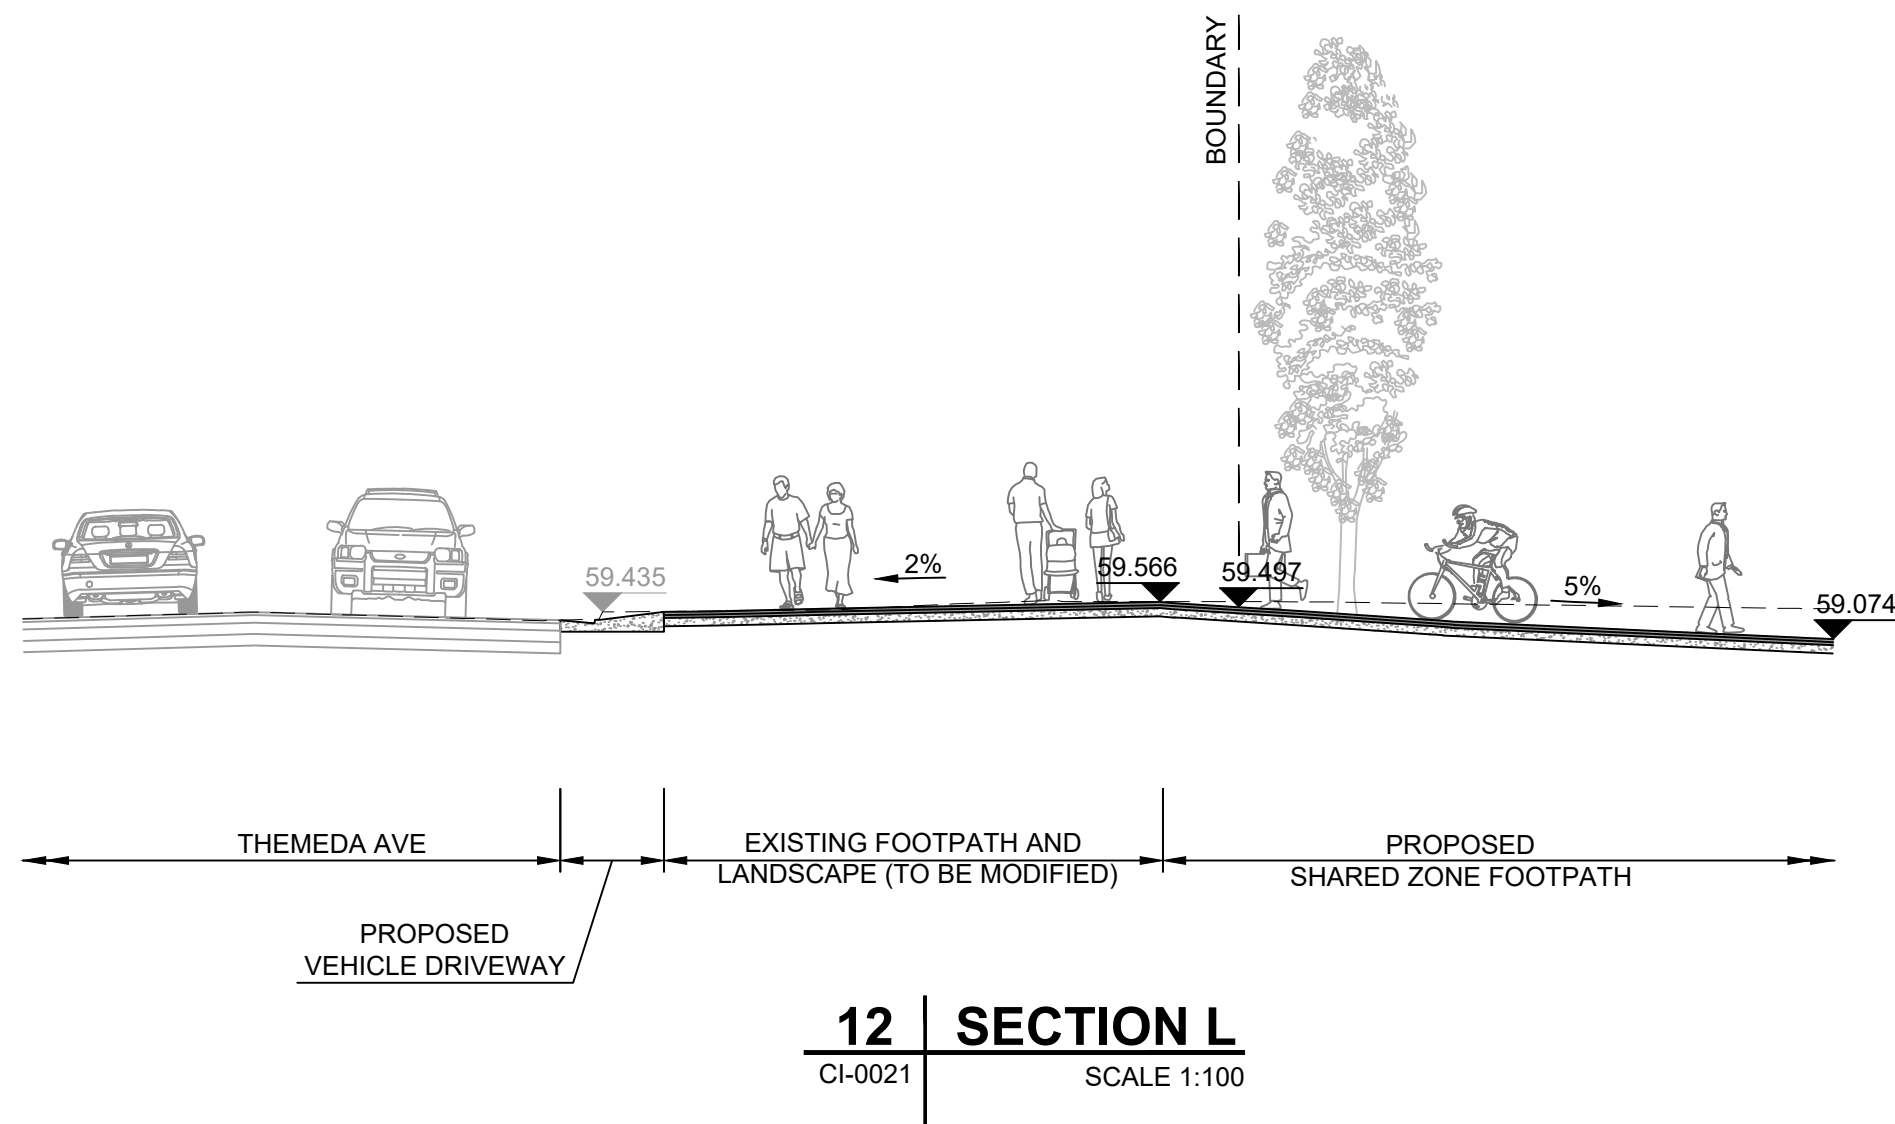 BOUNDARY
59.435
2%
59.566
59.497
5%
59.074
THEMEDA AVE
EXISTING FOOTPATH AND
LANDSCAPE (TO BE MODIFIED)
PROPOSED
SHARED ZONE FOOTPATH
PROPOSED
VEHICLE DRIVEWAY
12 SECTION L
CI-0021 SCALE 1:100